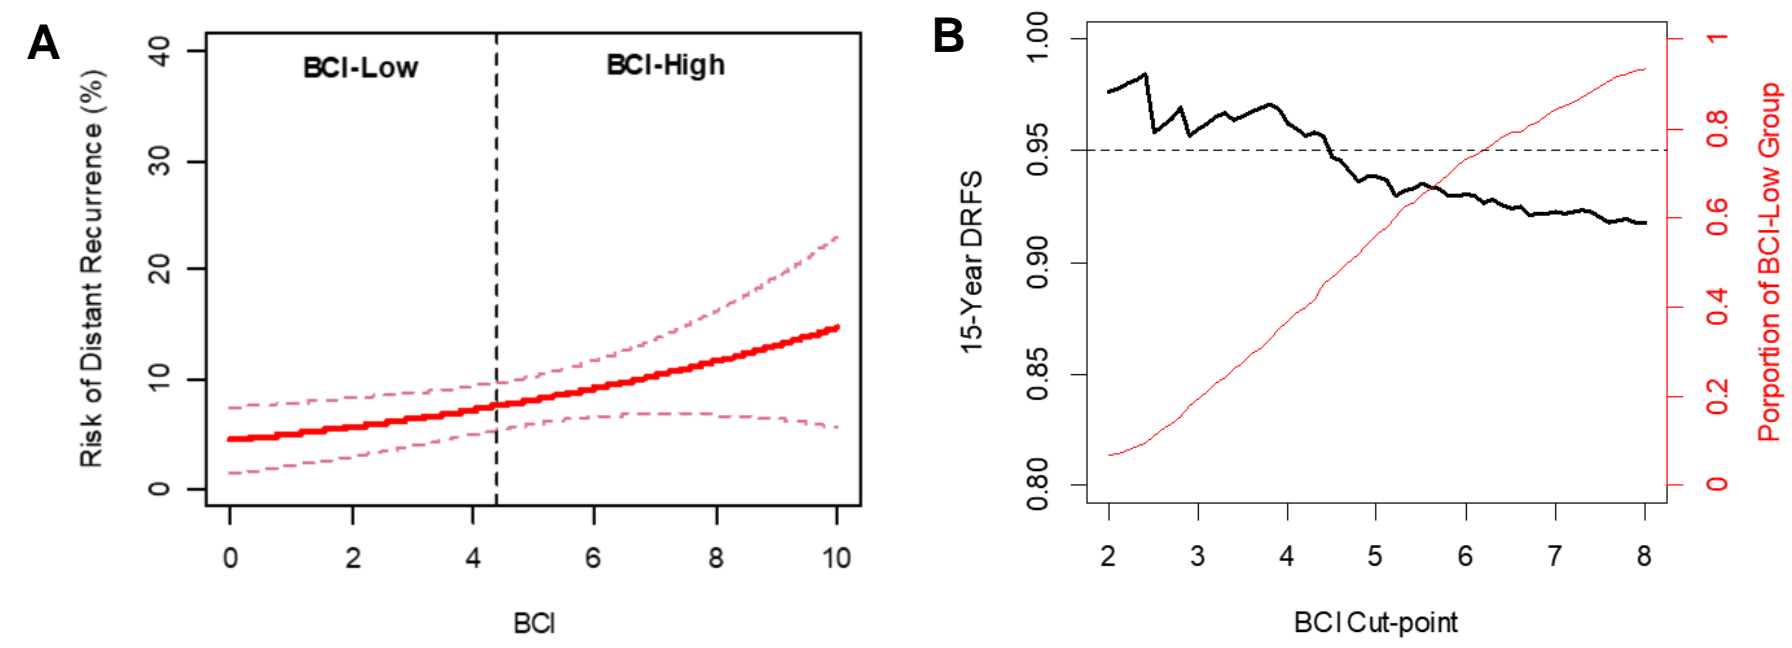 A
BCI-Low
BCI-High
Risk of Distant Recurrence (%)
40
30
20
10
0
0 2 4 6 8 10
BCI
B
15-Year DRFS
1.00
0.95
0.90
0.85
0.80
2 3 4 5 6 7 8
BCI Cut-point
1
0.8
0.6
0.4
0.2
0
Porportion of BCI-Low Group